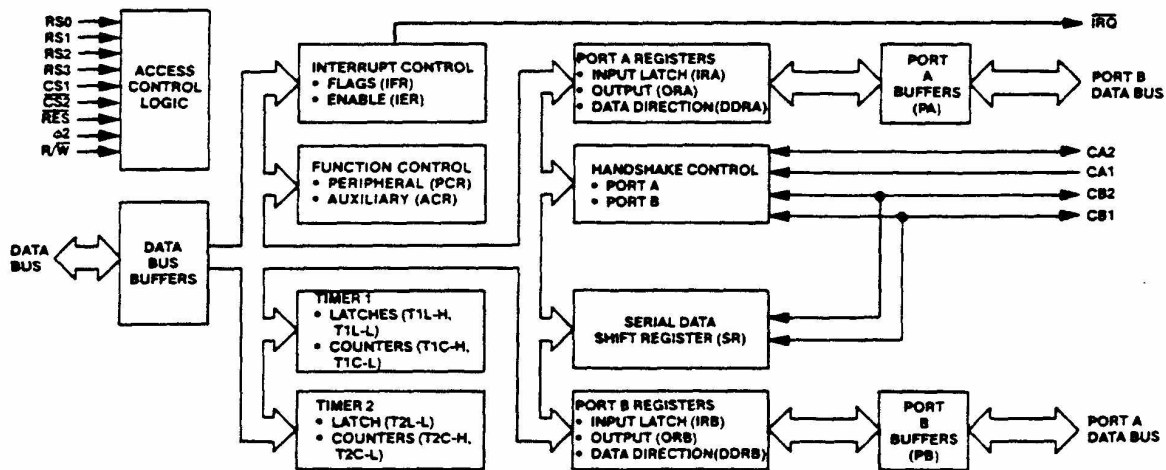 RS0
RS1
RS2
RS3
CS1
CS2
RES
ø2
R/W
ACCESS
CONTROL
LOGIC
DATA
BUS
DATA
BUS
BUFFERS
INTERRUPT CONTROL
• FLAGS (IFR)
• ENABLE (IER)
FUNCTION CONTROL
• PERIPHERAL (PCR)
• AUXILIARY (ACR)
TIMER 1
• LATCHES (T1L-H,
T1L-L)
• COUNTERS (T1C-H,
T1C-L)
TIMER 2
• LATCH (T2L-L)
• COUNTERS (T2C-H,
T2C-L)
IRQ
PORT A REGISTERS
• INPUT LATCH (IRA)
• OUTPUT (ORA)
• DATA DIRECTION(DDRA)
PORT
A
BUFFERS
(PA)
PORT B
DATA BUS
HANDSHAKE CONTROL
• PORT A
• PORT B
CA2
CA1
CB2
CB1
SERIAL DATA
SHIFT REGISTER (SR)
PORT B REGISTERS
• INPUT LATCH (IRB)
• OUTPUT (ORB)
• DATA DIRECTION(DDRB)
PORT
B
BUFFERS
(PB)
PORT A
DATA BUS